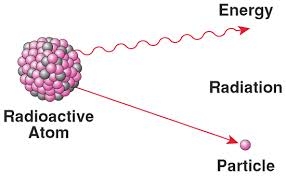 Energy
Radiation
Radioactive
Atom
Particle